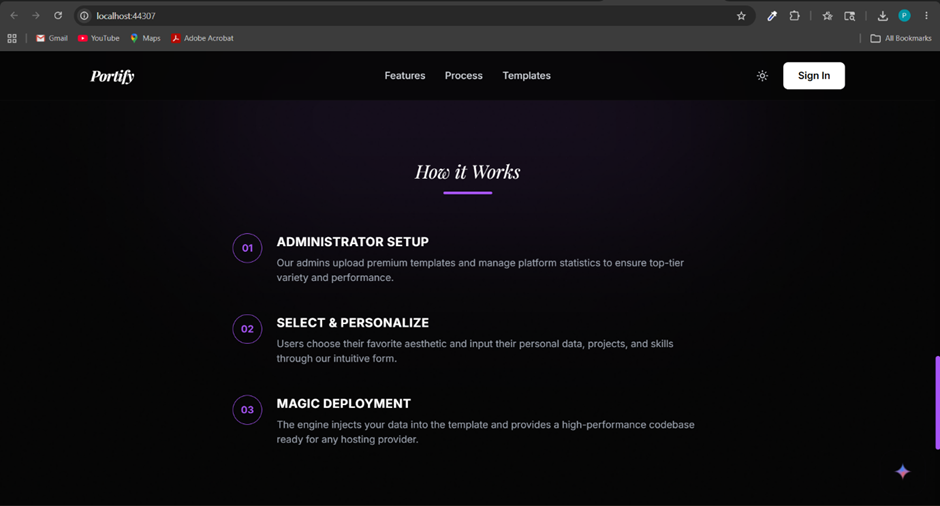 localhost:44307
Gmail YouTube Maps Adobe Acrobat All Bookmarks
P
Portify Features Process Templates Sign In
How it Works
01 ADMINISTRATOR SETUP
Our admins upload premium templates and manage platform statistics to ensure top-tier
variety and performance.
02 SELECT & PERSONALIZE
Users choose their favorite aesthetic and input their personal data, projects, and skills
through our intuitive form.
03 MAGIC DEPLOYMENT
The engine injects your data into the template and provides a high-performance codebase
ready for any hosting provider.